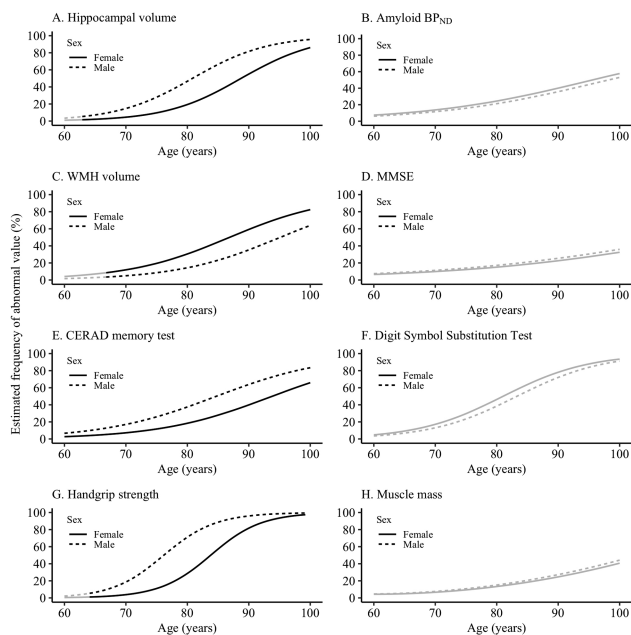 A. Hippocampal volume
Sex
Female
Male
100
80
60
40
20
0
60 70 80 90 100
Age (years)
B. Amyloid BPND
Sex
Female
Male
100
80
60
40
20
0
60 70 80 90 100
Age (years)
C. WMH volume
Sex
Female
Male
100
80
60
40
20
0
60 70 80 90 100
Age (years)
D. MMSE
Sex
Female
Male
100
80
60
40
20
0
60 70 80 90 100
Age (years)
Estimated frequency of abnormal value (%)
E. CERAD memory test
Sex
Female
Male
100
80
60
40
20
0
60 70 80 90 100
Age (years)
F. Digit Symbol Substitution Test
Sex
Female
Male
100
80
60
40
20
0
60 70 80 90 100
Age (years)
G. Handgrip strength
Sex
Female
Male
100
80
60
40
20
0
60 70 80 90 100
Age (years)
H. Muscle mass
Sex
Female
Male
100
80
60
40
20
0
60 70 80 90 100
Age (years)